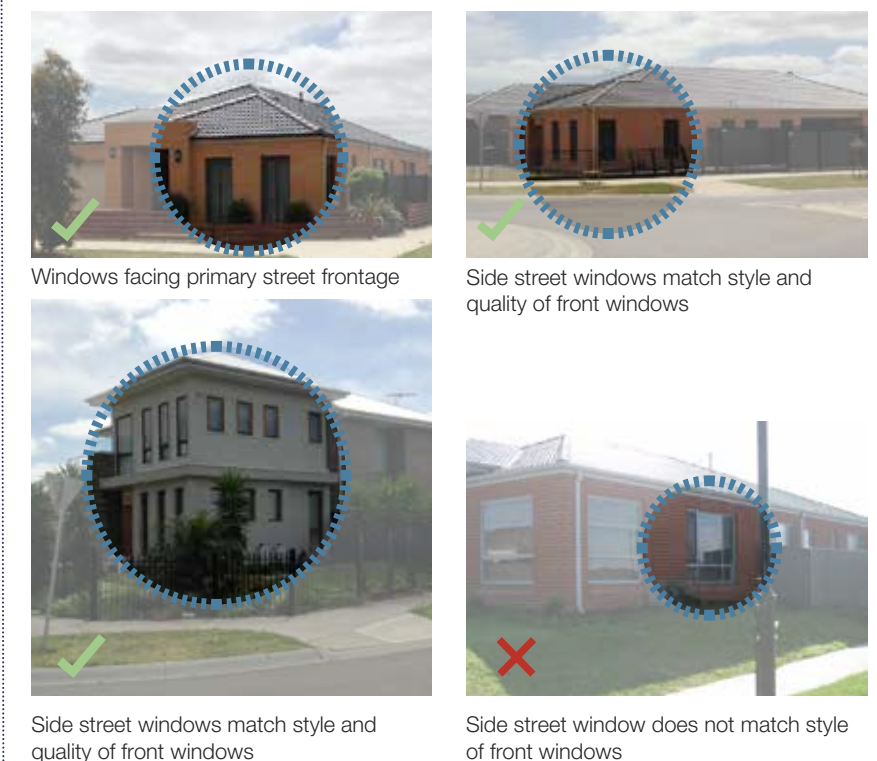 Windows facing primary street frontage
Side street windows match style and
quality of front windows
Side street windows match style and
quality of front windows
Side street window does not match style
of front windows